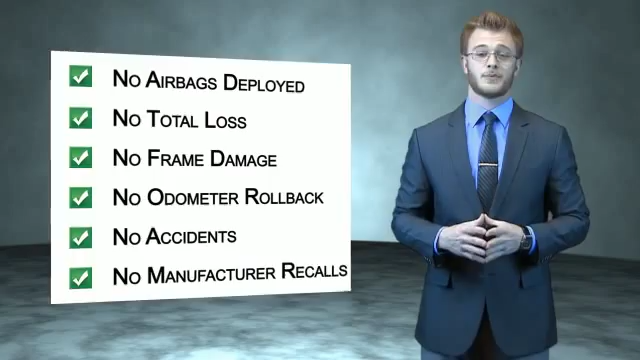 No Airbags Deployed
No Total Loss
No Frame Damage
No Odometer Rollback
No Accidents
No Manufacturer Recalls